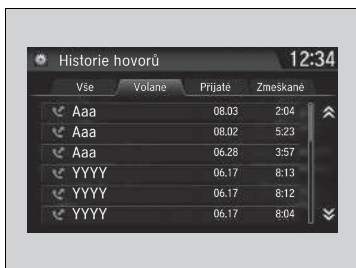 Historie hovorů 12:34
Vše Volané Přijaté Zmeškané
Aaa 08.03 2:04
Aaa 08.02 5:23
Aaa 06.28 3:57
YYYY 06.17 8:13
YYYY 06.17 8:12
YYYY 06.17 8:04